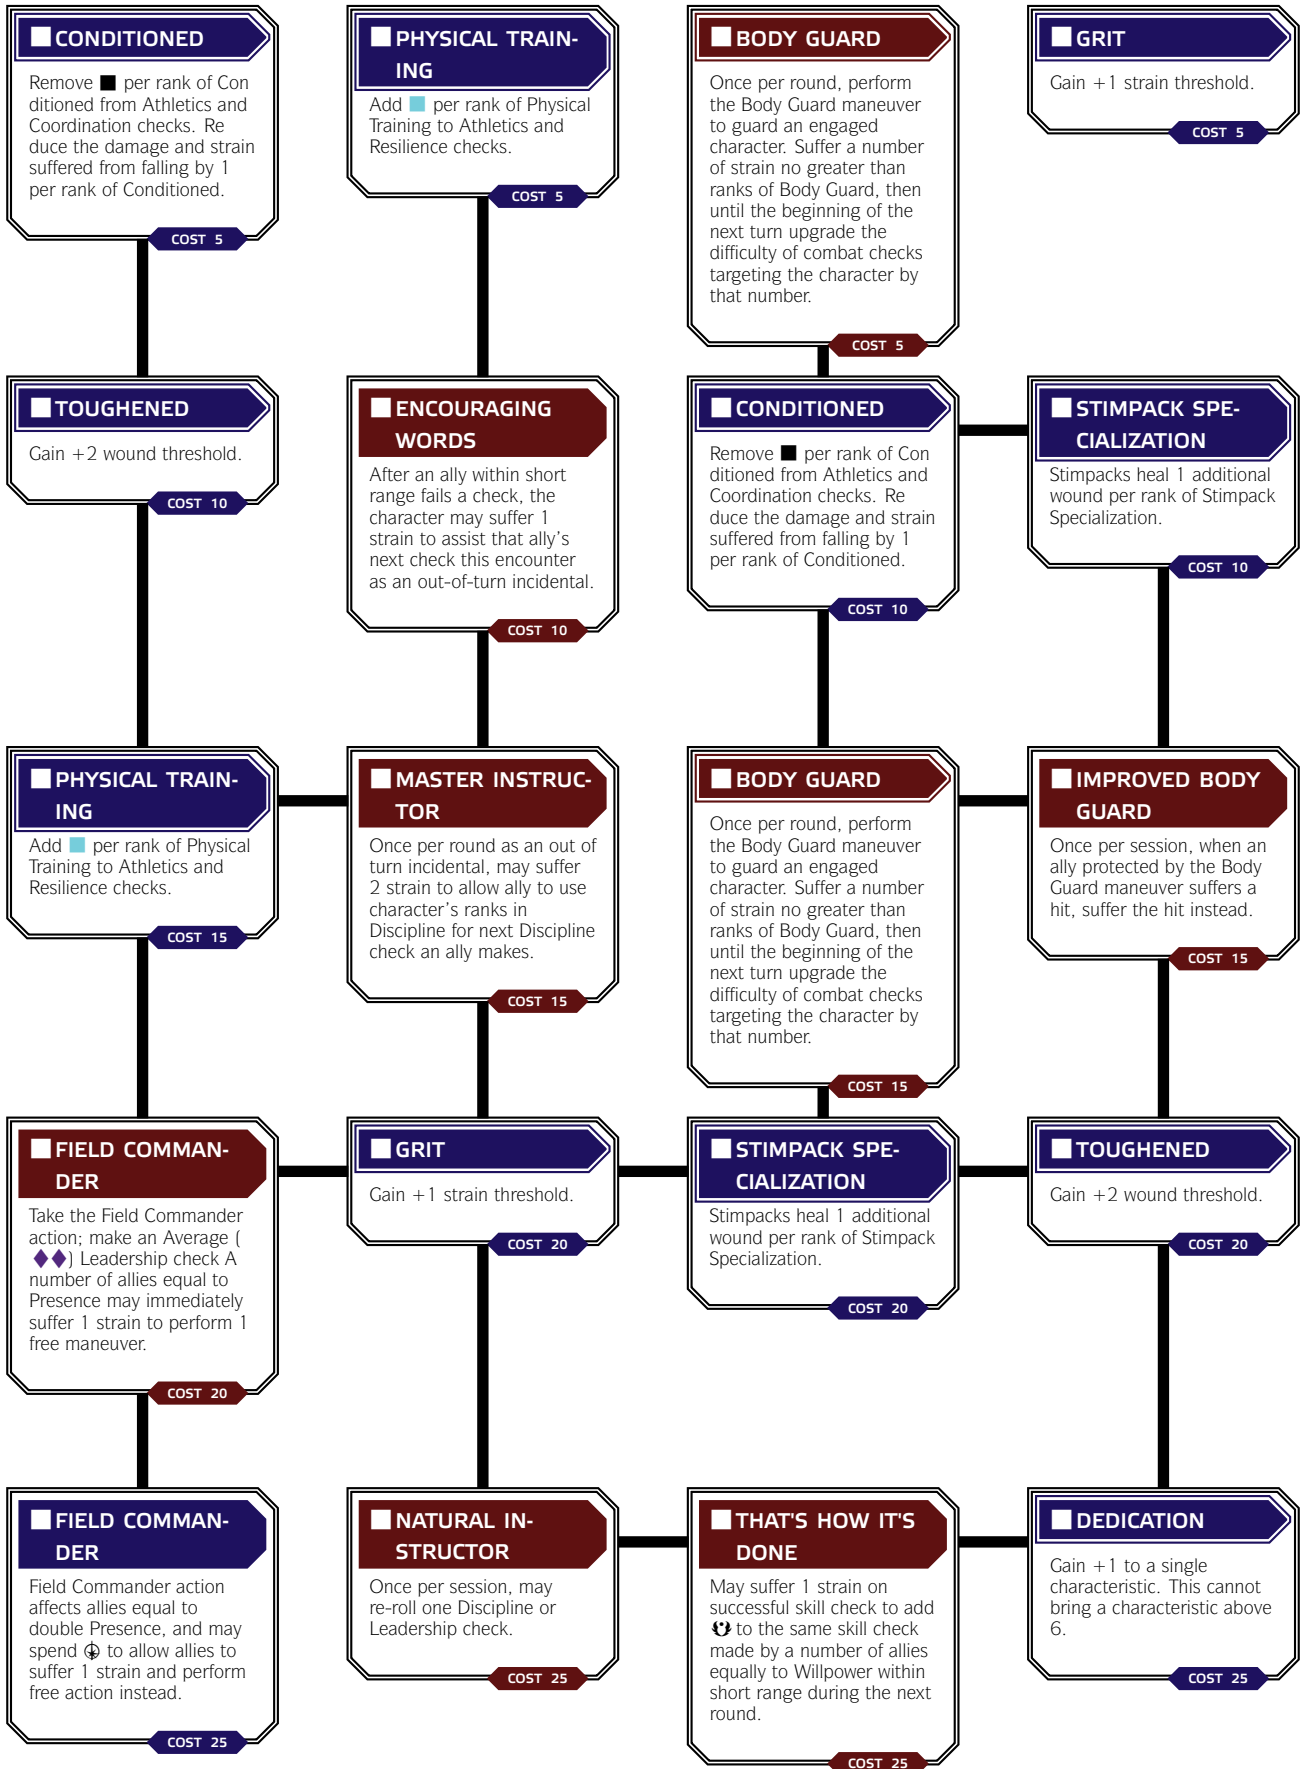 CONDITIONED
Remove per rank of Con
ditioned from Athletics and
Coordination checks. Re
duce the damage and strain
suffered from falling by 1
per rank of Conditioned.
COST 5
PHYSICAL TRAIN-
ING
Add per rank of Physical
Training to Athletics and
Resilience checks.
COST 5
BODY GUARD
Once per round, perform
the Body Guard maneuver
to guard an engaged
character. Suffer a number
of strain no greater than
ranks of Body Guard, then
until the beginning of the
next turn upgrade the
difficulty of combat checks
targeting the character by
that number.
COST 5
GRIT
Gain +1 strain threshold.
COST 5
TOUGHENED
Gain +2 wound threshold.
COST 10
ENCOURAGING
WORDS
After an ally within short
range fails a check, the
character may suffer 1
strain to assist that ally's
next check this encounter
as an out-of-turn incidental.
COST 10
CONDITIONED
Remove per rank of Con
ditioned from Athletics and
Coordination checks. Re
duce the damage and strain
suffered from falling by 1
per rank of Conditioned.
COST 10
STIMPACK SPE-
CIALIZATION
Stimpacks heal 1 additional
wound per rank of Stimpack
Specialization.
COST 10
PHYSICAL TRAIN-
ING
Add per rank of Physical
Training to Athletics and
Resilience checks.
COST 15
MASTER INSTRUC-
TOR
Once per round as an out of
turn incidental, may suffer
2 strain to allow ally to use
character's ranks in
Discipline for next Discipline
check an ally makes.
COST 15
BODY GUARD
Once per round, perform
the Body Guard maneuver
to guard an engaged
character. Suffer a number
of strain no greater than
ranks of Body Guard, then
until the beginning of the
next turn upgrade the
difficulty of combat checks
targeting the character by
that number.
COST 15
IMPROVED BODY
GUARD
Once per session, when an
ally protected by the Body
Guard maneuver suffers a
hit, suffer the hit instead.
COST 15
FIELD COMMAN-
DER
Take the Field Commander
action; make an Average (
♦♦) Leadership check A
number of allies equal to
Presence may immediately
suffer 1 strain to perform 1
free maneuver.
COST 20
GRIT
Gain +1 strain threshold.
COST 20
STIMPACK SPE-
CIALIZATION
Stimpacks heal 1 additional
wound per rank of Stimpack
Specialization.
COST 20
TOUGHENED
Gain +2 wound threshold.
COST 20
FIELD COMMAN-
DER
Field Commander action
affects allies equal to
double Presence, and may
spend to allow allies to
suffer 1 strain and perform
free action instead.
COST 25
NATURAL IN-
STRUCTOR
Once per session, may
re-roll one Discipline or
Leadership check.
COST 25
THAT'S HOW IT'S
DONE
May suffer 1 strain on
successful skill check to add
to the same skill check
made by a number of allies
equally to Willpower within
short range during the next
round.
COST 25
DEDICATION
Gain +1 to a single
characteristic. This cannot
bring a characteristic above
6.
COST 25